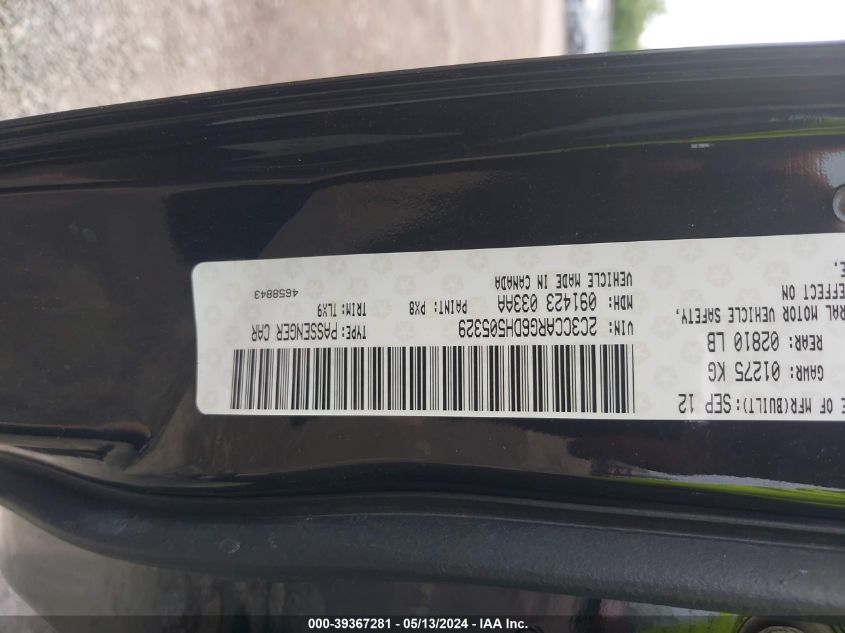 E OF MFR(BUILT): SEP 12
GAWR: 01275 KG
REAR: 02810 LB
RAL MOTOR VEHICLE SAFETY,
EFFECT ON
E.
VIN: 2C3CCARG6DH505329
TYPE: PASSENGER CAR
MDH: 091423 033AA
PAINT: PX8
TRIM: TLX9
VEHICLE MADE IN CANADA
4658843
000-39367281 - 05/13/2024 - IAA Inc.